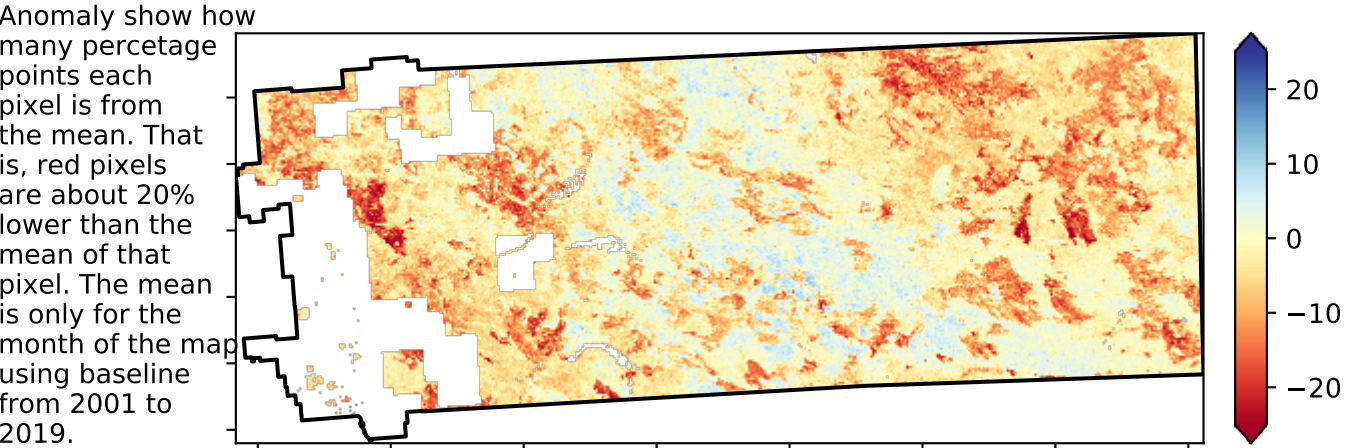 Anomaly show how
many percetage
points each
pixel is from
the mean. That
is, red pixels
are about 20%
lower than the
mean of that
pixel. The mean
is only for the
month of the map
using baseline
from 2001 to
2019.
20
10
0
−10
−20